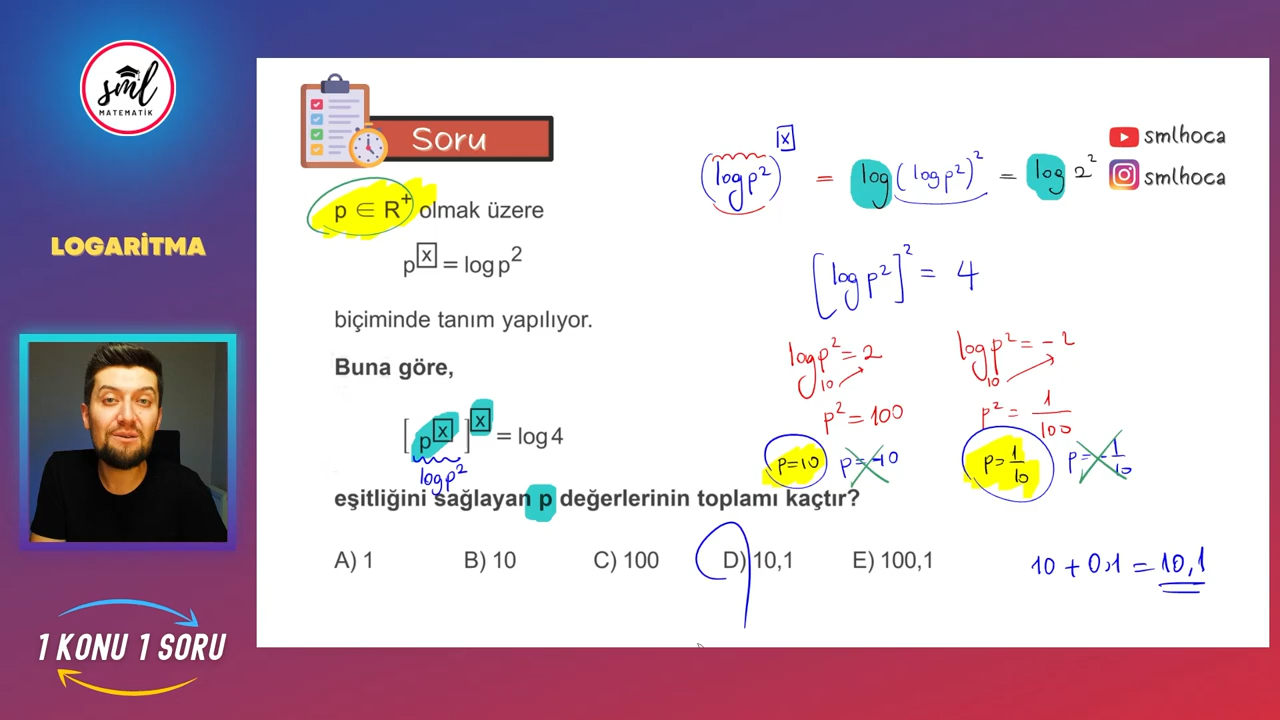 sml
MATEMATİK
LOGARİTMA
1 KONU 1 SORU
Soru
smlhoca
smlhoca
p ∈ R⁺ olmak üzere
p^[x] = log p²
biçiminde tanım yapılıyor.
Buna göre,
[ p^[x] ]^[x] = log 4
log p²
eşitliğini sağlayan p değerlerinin toplamı kaçtır?
A) 1 B) 10 C) 100 D) 10,1 E) 100,1
(log p²)^[x] = log (log p²)² = log 2²
[log p²]² = 4
log₁₀ p² = 2 log₁₀ p² = -2
p² = 100 p² = 1/100
p = 10 p = -10 p = 1/10 p = -1/10
10 + 0,1 = 10,1